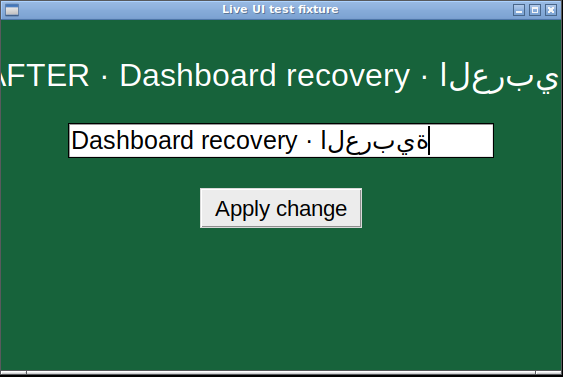 Live UI test fixture
AFTER · Dashboard recovery · العربي
Dashboard recovery · العربية
Apply change